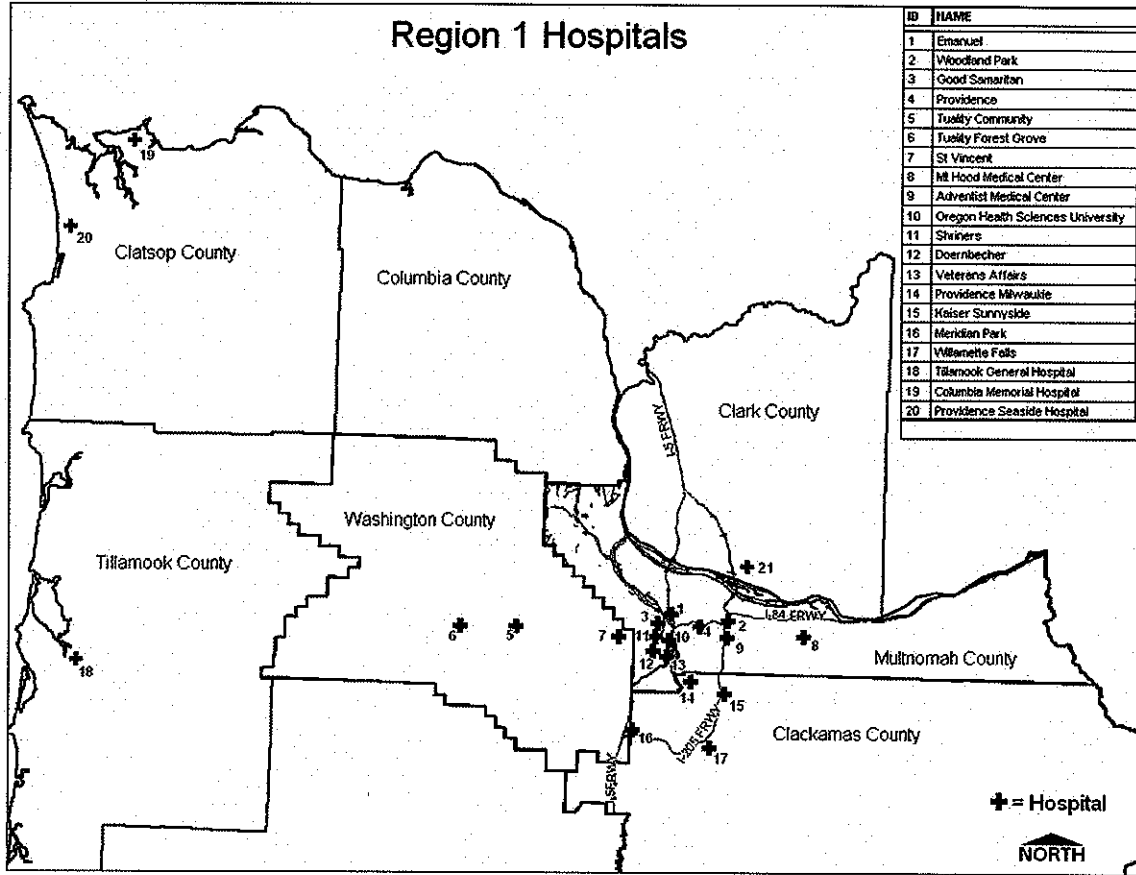 Region 1 Hospitals
ID NAME
1 Emanuel
2 Woodland Park
3 Good Samaritan
4 Providence
5 Tuality Community
6 Tuality Forest Grove
7 St Vincent
8 Mt Hood Medical Center
9 Adventist Medical Center
10 Oregon Health Sciences University
11 Shriners
12 Doernbecher
13 Veterans Affairs
14 Providence Milwaukie
15 Kaiser Sunnyside
16 Meridian Park
17 Willamette Falls
18 Tillamook General Hospital
19 Columbia Memorial Hospital
20 Providence Seaside Hospital
19
20
Clatsop County
Columbia County
Clark County
I-5 FRWY
Washington County
Tillamook County
21
I-84 FRWY
1
3
4
2
6
5
7
11
10
9
8
12
13
18
Multnomah County
14
15
16
I-205 FRWY
17
Clackamas County
I-5 FRWY
= Hospital
NORTH